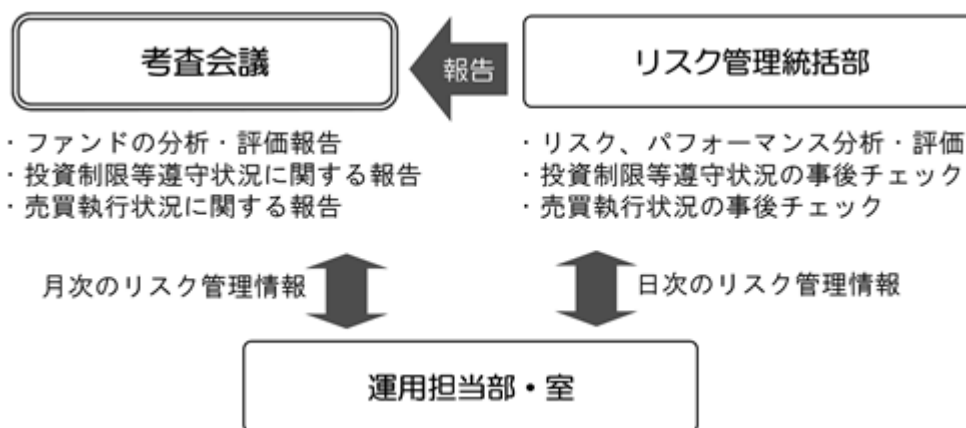 考査会議
報告
リスク管理統括部
・ファンドの分析・評価報告
・投資制限等遵守状況に関する報告
・売買執行状況に関する報告
・リスク、パフォーマンス分析・評価
・投資制限等遵守状況の事後チェック
・売買執行状況の事後チェック
月次のリスク管理情報
日次のリスク管理情報
運用担当部・室